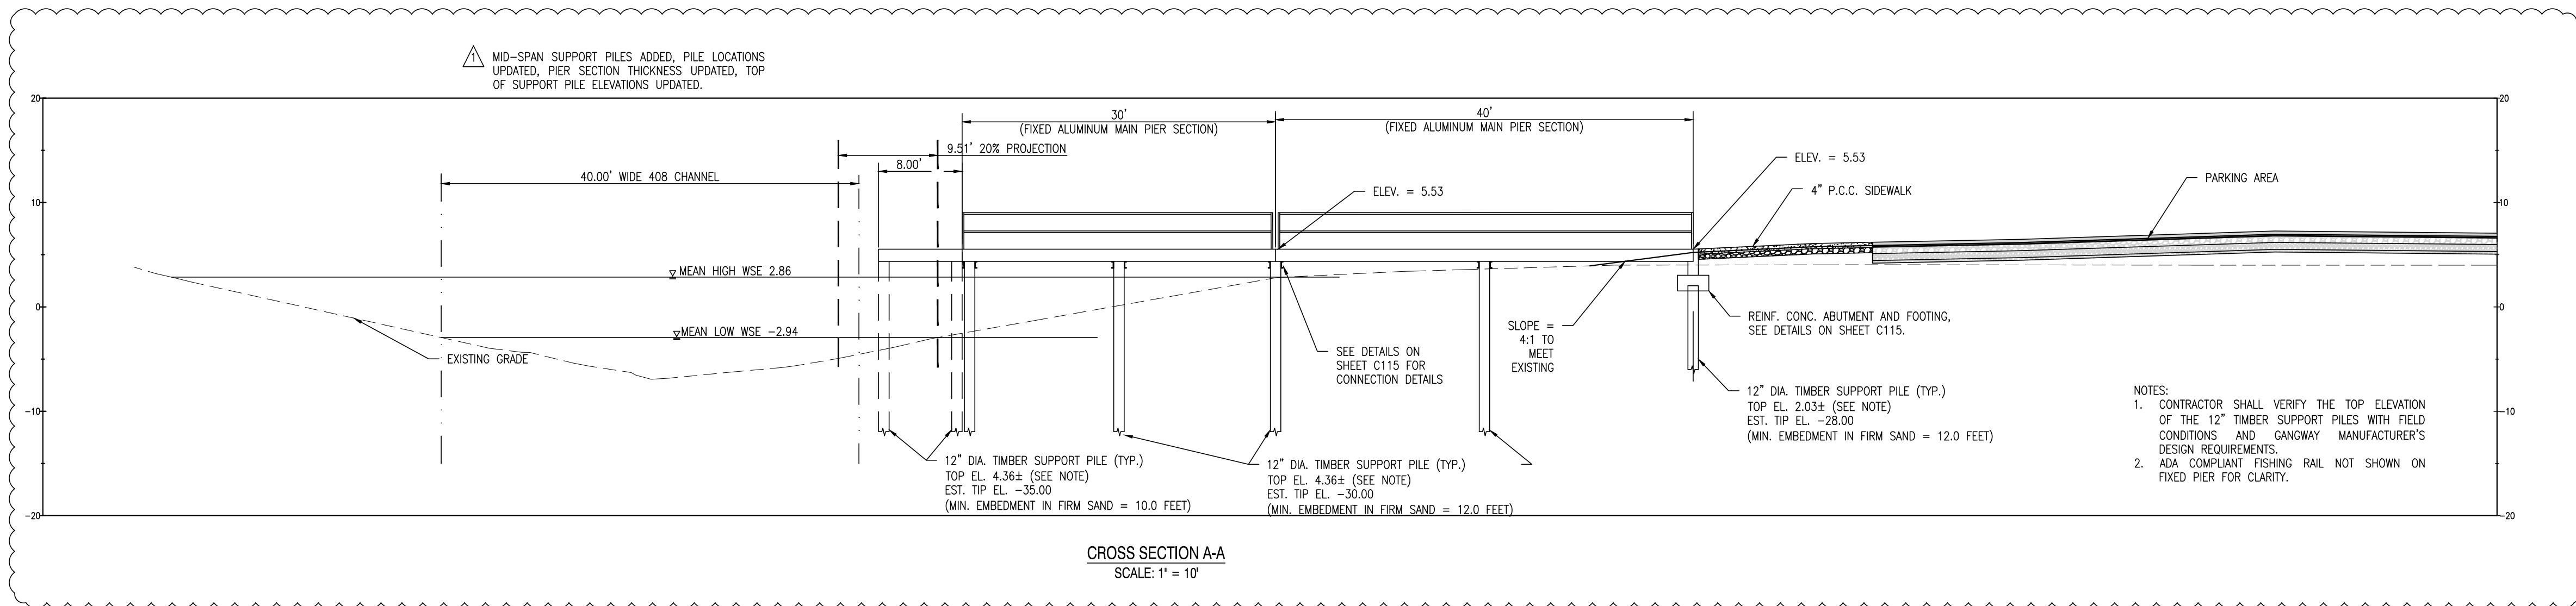 1
MID-SPAN SUPPORT PILES ADDED, PILE LOCATIONS
UPDATED, PIER SECTION THICKNESS UPDATED, TOP
OF SUPPORT PILE ELEVATIONS UPDATED.
20
20
30'
(FIXED ALUMINUM MAIN PIER SECTION)
40'
(FIXED ALUMINUM MAIN PIER SECTION)
9.51' 20% PROJECTION
8.00'
40.00' WIDE 408 CHANNEL
ELEV. = 5.53
ELEV. = 5.53
4" P.C.C. SIDEWALK
PARKING AREA
10
10
MEAN HIGH WSE 2.86
0
0
MEAN LOW WSE -2.94
EXISTING GRADE
SEE DETAILS ON
SHEET C115 FOR
CONNECTION DETAILS
SLOPE =
4:1 TO
MEET
EXISTING
REINF. CONC. ABUTMENT AND FOOTING,
SEE DETAILS ON SHEET C115.
12" DIA. TIMBER SUPPORT PILE (TYP.)
TOP EL. 2.03± (SEE NOTE)
EST. TIP EL. -28.00
(MIN. EMBEDMENT IN FIRM SAND = 12.0 FEET)
-10
-10
12" DIA. TIMBER SUPPORT PILE (TYP.)
TOP EL. 4.36± (SEE NOTE)
EST. TIP EL. -35.00
(MIN. EMBEDMENT IN FIRM SAND = 10.0 FEET)
12" DIA. TIMBER SUPPORT PILE (TYP.)
TOP EL. 4.36± (SEE NOTE)
EST. TIP EL. -30.00
(MIN. EMBEDMENT IN FIRM SAND = 12.0 FEET)
NOTES:
1. CONTRACTOR SHALL VERIFY THE TOP ELEVATION
OF THE 12" TIMBER SUPPORT PILES WITH FIELD
CONDITIONS AND GANGWAY MANUFACTURER'S
DESIGN REQUIREMENTS.
2. ADA COMPLIANT FISHING RAIL NOT SHOWN ON
FIXED PIER FOR CLARITY.
-20
-20
CROSS SECTION A-A
SCALE: 1" = 10'